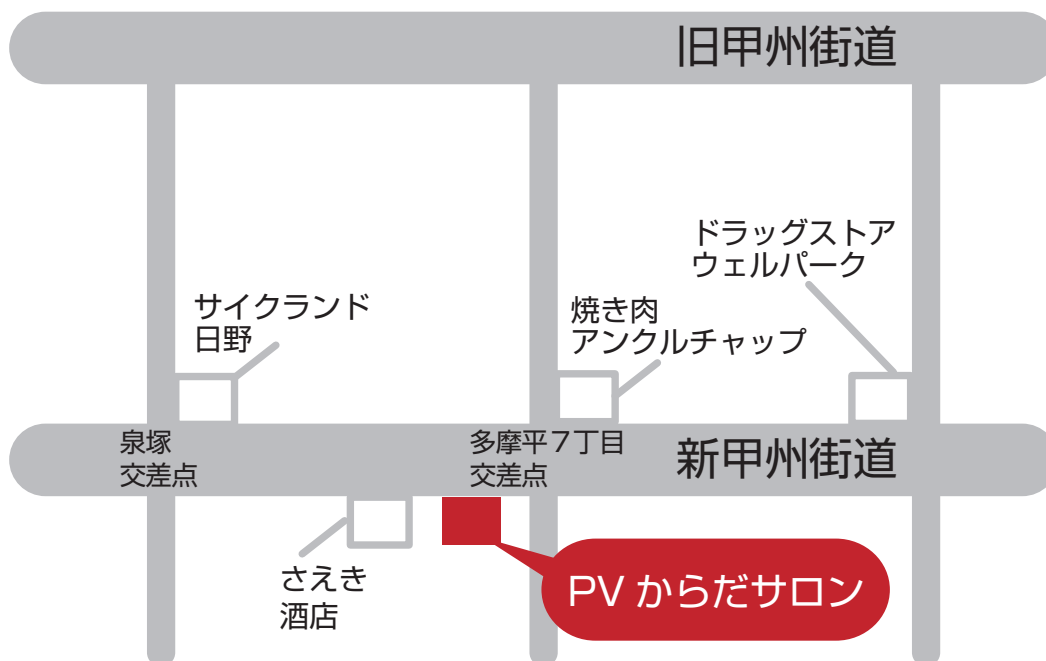 旧甲州街道
ドラッグストア
ウェルパーク
サイクランド
日野
焼き肉
アンクルチャップ
泉塚
交差点
多摩平７丁目
交差点
新甲州街道
さえき
酒店
PV からだサロン